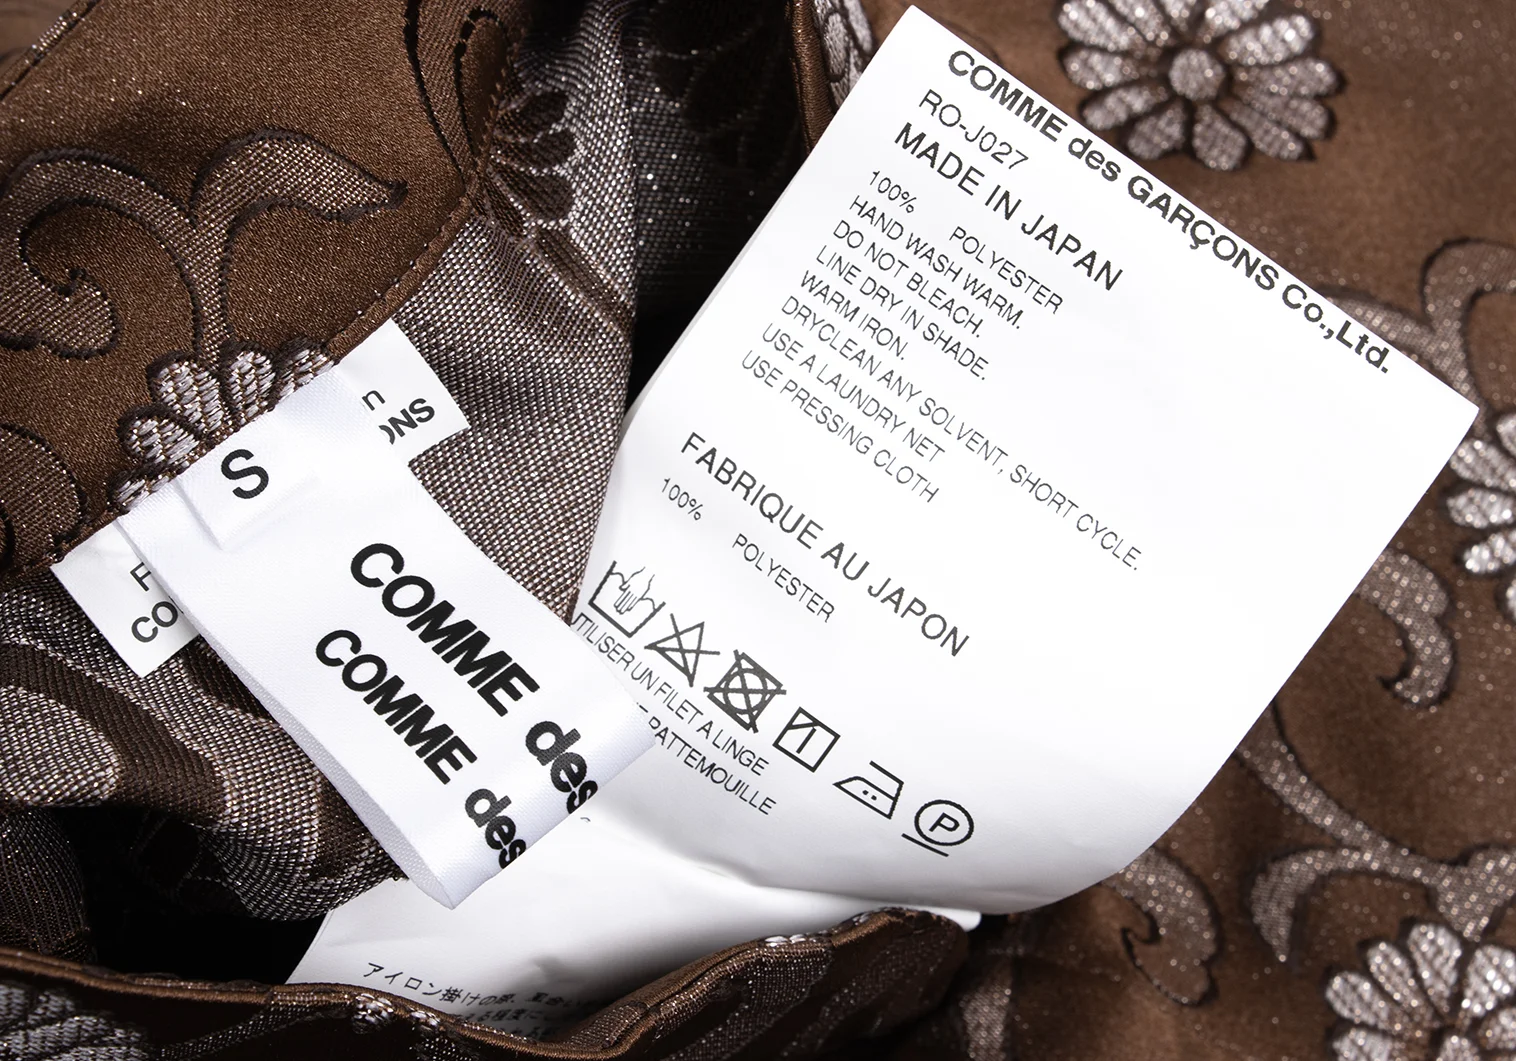 COMME des GARÇONS Co.,Ltd.
RO-J027
MADE IN JAPAN
100% POLYESTER
HAND WASH WARM.
DO NOT BLEACH.
LINE DRY IN SHADE.
WARM IRON.
DRYCLEAN ANY SOLVENT, SHORT CYCLE.
USE A LAUNDRY NET
USE PRESSING CLOTH
FABRIQUE AU JAPON
100% POLYESTER
P
UTILISER UN FILET A LINGE
PATTEMOUILLE
S
COMME des
COMME des
ONS
F
CO
アイロン掛けの際、